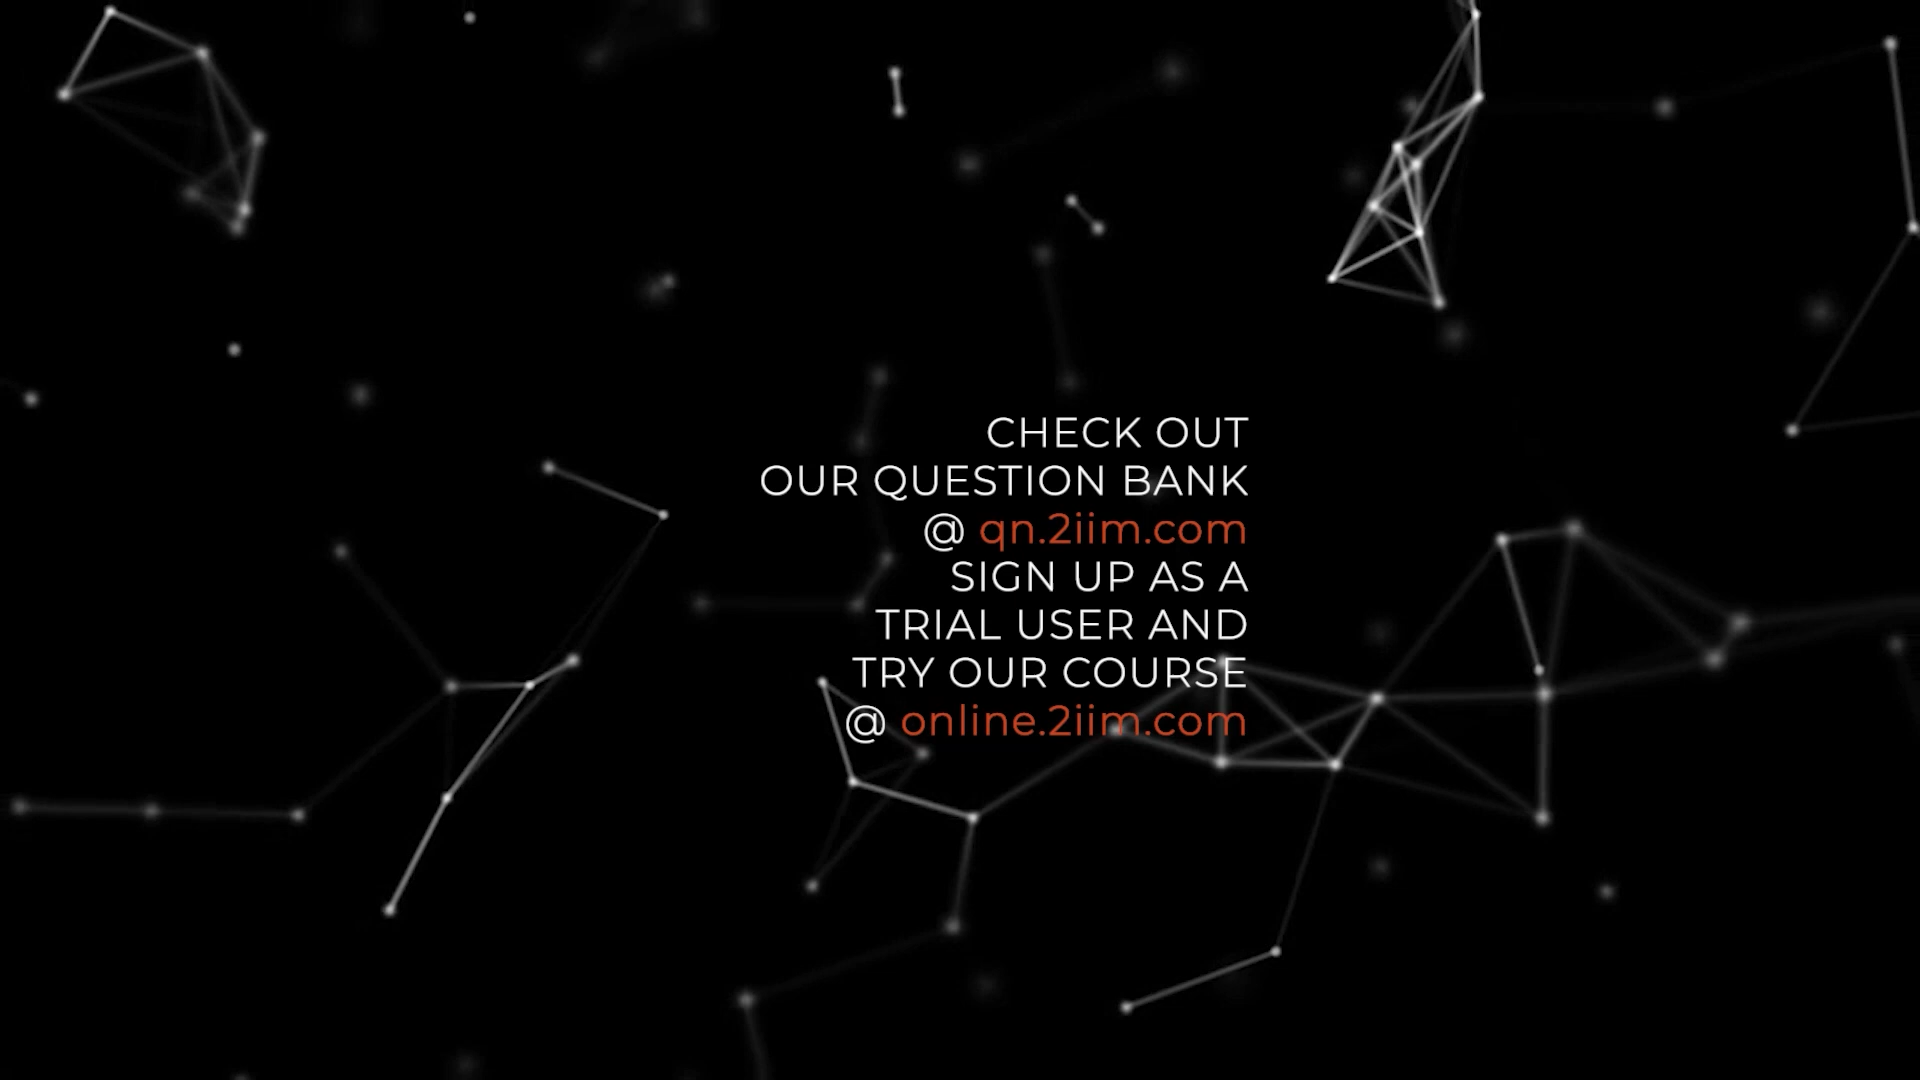 CHECK OUT
OUR QUESTION BANK
@ qn.2iim.com
SIGN UP AS A
TRIAL USER AND
TRY OUR COURSE
@ online.2iim.com